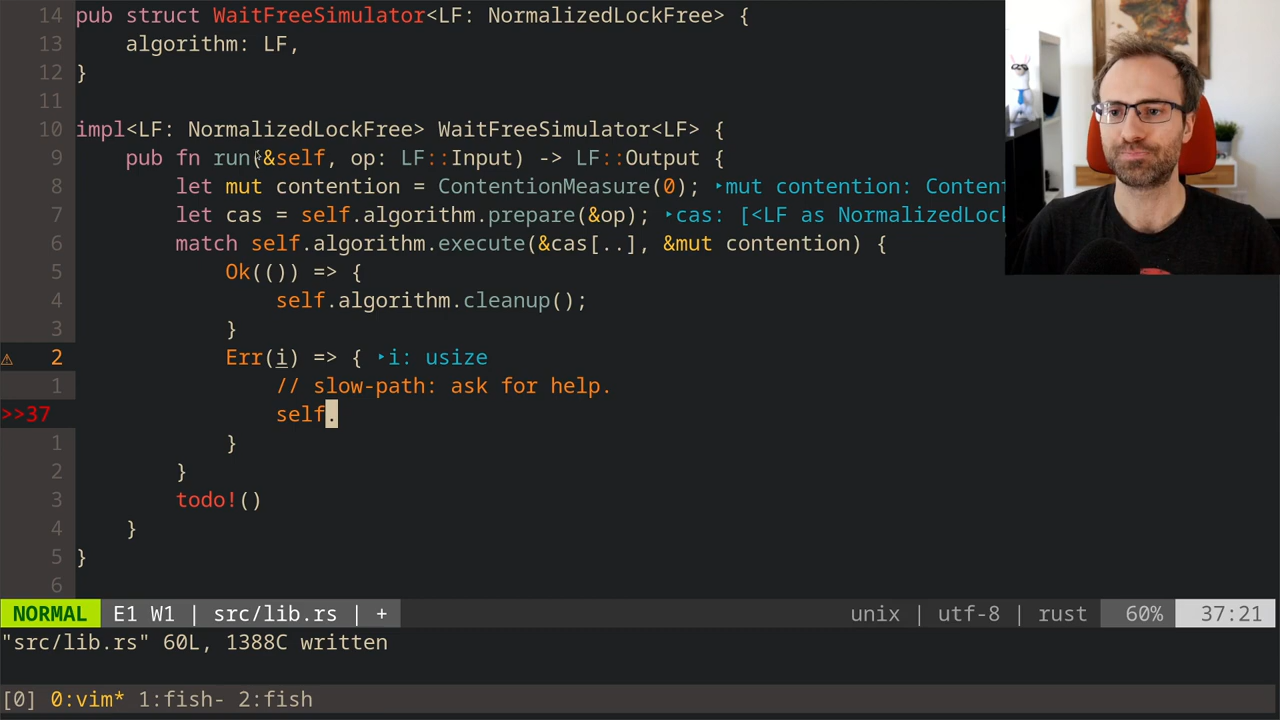 14 pub struct WaitFreeSimulator<LF: NormalizedLockFree> {
13     algorithm: LF,
12 }
11
10 impl<LF: NormalizedLockFree> WaitFreeSimulator<LF> {
9     pub fn run(&self, op: LF::Input) -> LF::Output {
8         let mut contention = ContentionMeasure(0); ‣mut contention: Content
7         let cas = self.algorithm.prepare(&op); ‣cas: [<LF as NormalizedLock
6         match self.algorithm.execute(&cas[..], &mut contention) {
5             Ok(()) => {
4                 self.algorithm.cleanup();
3             }
⚠ 2             Err(i) => { ‣i: usize
1                 // slow-path: ask for help.
>>37                 self.
1             }
2         }
3         todo!()
4     }
5 }
6
NORMAL E1 W1 | src/lib.rs | + unix | utf-8 | rust 60% 37:21
"src/lib.rs" 60L, 1388C written
[0] 0:vim* 1:fish- 2:fish